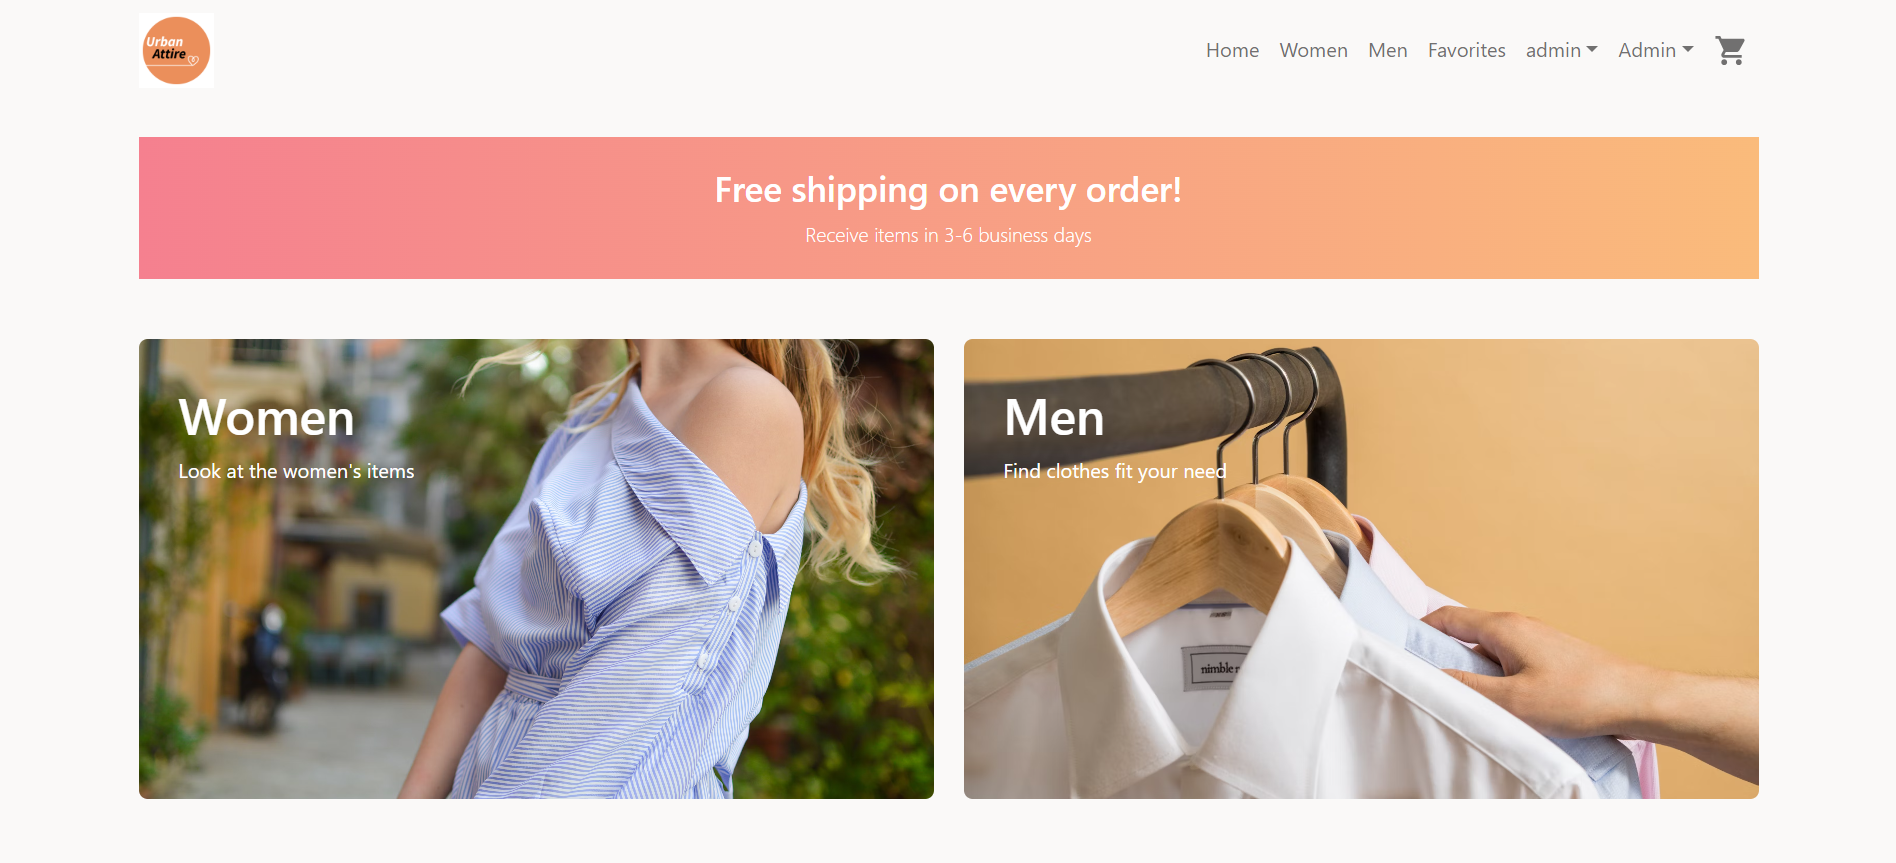 Urban
Attire
Home Women Men Favorites admin Admin
Free shipping on every order!
Receive items in 3-6 business days
Women
Look at the women's items
Men
Find clothes fit your need
nimble